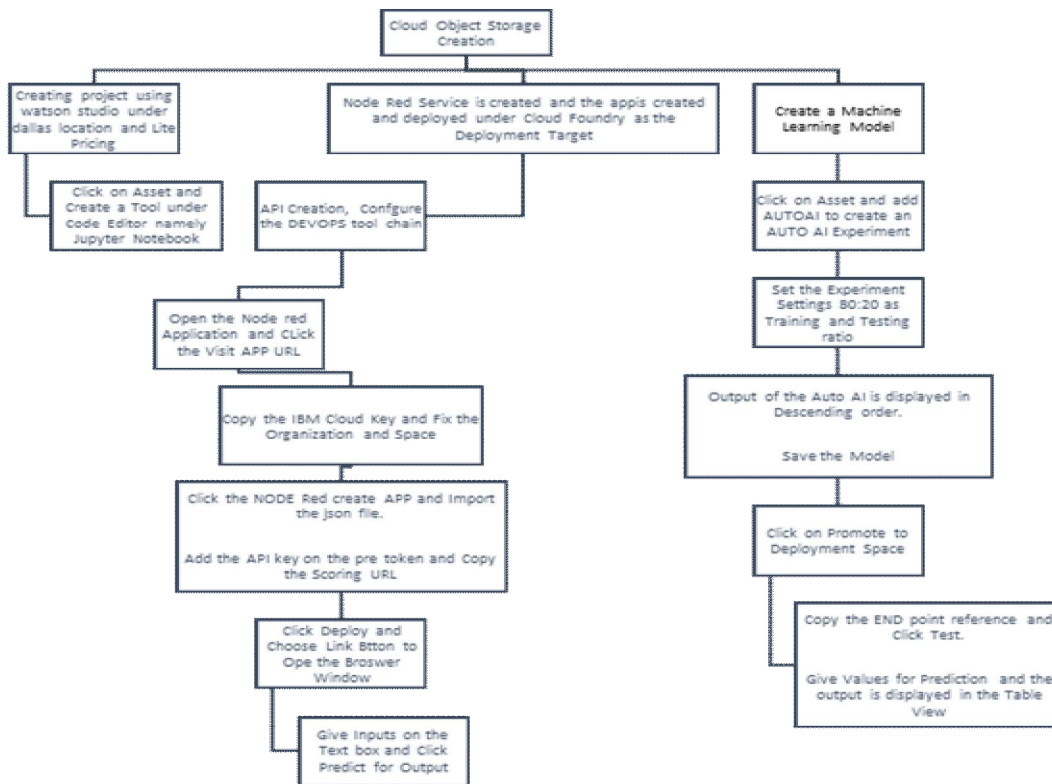 Cloud Object Storage
Creation
Creating project using
watson studio under
dallas location and Lite
Pricing
Click on Asset and
Create a Tool under
Code Editor namely
Jupyter Notebook
Node Red Service is created and the appis created
and deployed under Cloud Foundry as the
Deployment Target
API Creation, Confgure
the DEVOPS tool chain
Open the Node red
Application and CLick
the Visit APP URL
Copy the IBM Cloud Key and Fix the
Organization and Space
Click the NODE Red create APP and Import
the json file.
Add the API key on the pre token and Copy
the Scoring URL
Click Deploy and
Choose Link Btton to
Ope the Broswer
Window
Give Inputs on the
Text box and Click
Predict for Output
Create a Machine
Learning Model
Click on Asset and add
AUTOAI to create an
AUTO AI Experiment
Set the Experiment
Settings 80:20 as
Training and Testing
ratio
Output of the Auto AI is displayed in
Descending order.
Save the Model
Click on Promote to
Deployment Space
Copy the END point reference and
Click Test.
Give Values for Prediction and the
output is displayed in the Table
View